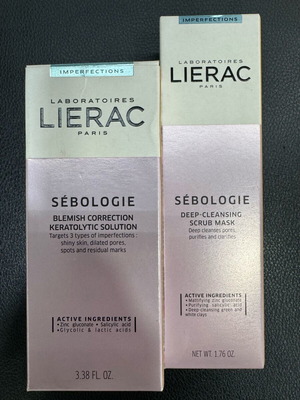 IMPERFECTIONS
LABORATOIRES
LIERAC
PARIS
SÉBOLOGIE
BLEMISH CORRECTION
KERATOLYTIC SOLUTION
Targets 3 types of imperfections :
shiny skin, dilated pores,
spots and residual marks
ACTIVE INGREDIENTS
• Zinc gluconate • Salicylic acid
• Glycolic & lactic acids
3.38 FL. OZ.
IMPERFECTIONS
LABORATOIRES
LIERAC
PARIS
SÉBOLOGIE
DEEP-CLEANSING
SCRUB MASK
Deep cleanses pores,
purifies and clarifies
ACTIVE INGREDIENTS
• Mattifying zinc gluconate
• Purifying salicylic acid
• Deep-cleansing green and
white clays
NET WT. 1.76 OZ.